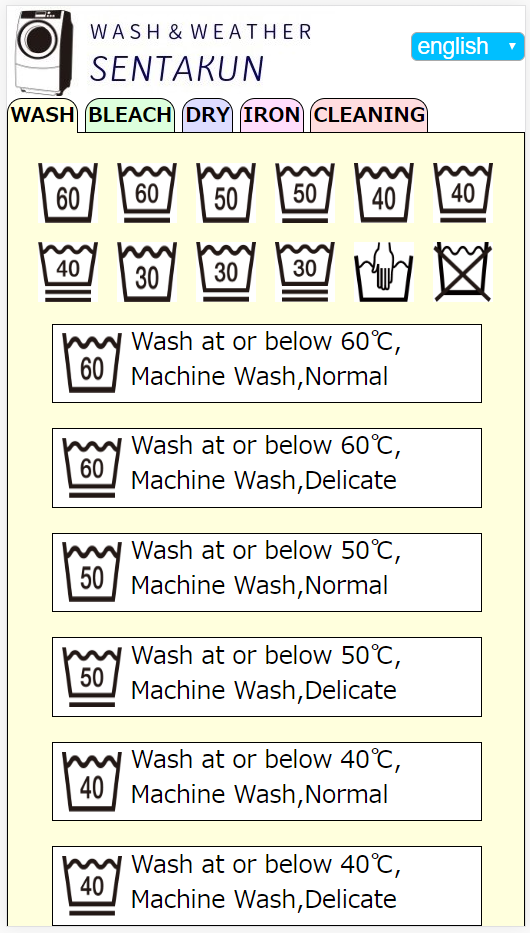 WASH & WEATHER
SENTAKUN
english
WASH BLEACH DRY IRON CLEANING
60 60 50 50 40 40
40 30 30 30
60 Wash at or below 60℃,
Machine Wash,Normal
60 Wash at or below 60℃,
Machine Wash,Delicate
50 Wash at or below 50℃,
Machine Wash,Normal
50 Wash at or below 50℃,
Machine Wash,Delicate
40 Wash at or below 40℃,
Machine Wash,Normal
40 Wash at or below 40℃,
Machine Wash,Delicate